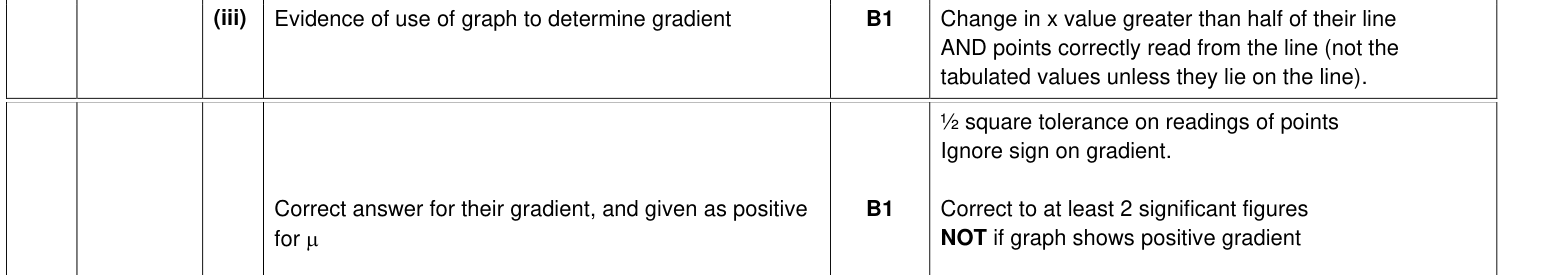 (iii) Evidence of use of graph to determine gradient B1 Change in x value greater than half of their line
AND points correctly read from the line (not the
tabulated values unless they lie on the line).
½ square tolerance on readings of points
Ignore sign on gradient.
Correct answer for their gradient, and given as positive B1 Correct to at least 2 significant figures
for μ NOT if graph shows positive gradient